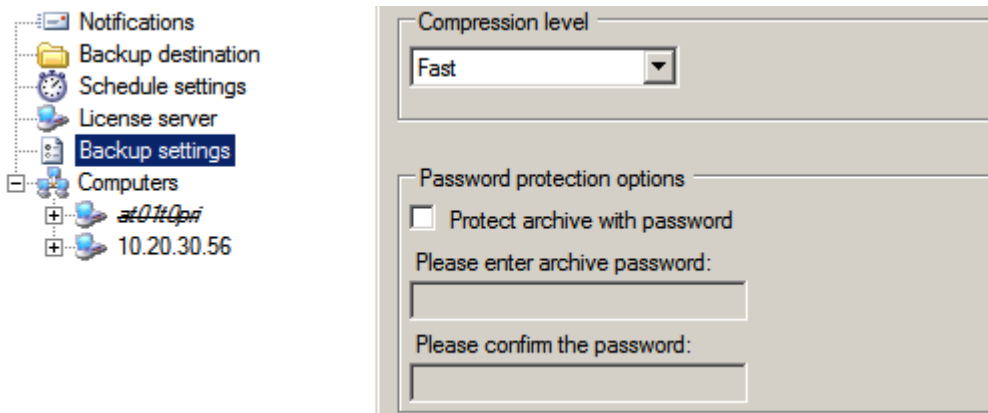 Notifications
Backup destination
Schedule settings
License server
Backup settings
Computers
at01t0pri
10.20.30.56
Compression level
Fast
Password protection options
Protect archive with password
Please enter archive password:
Please confirm the password: